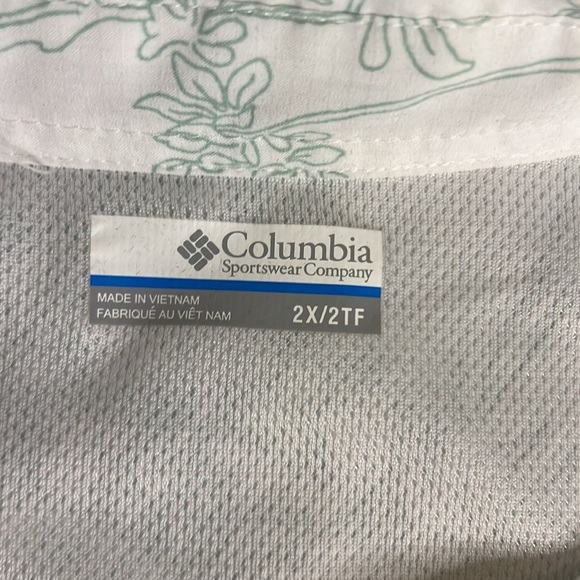 Columbia
Sportswear Company
MADE IN VIETNAM
FABRIQUÉ AU VIÊT NAM
2X/2TF